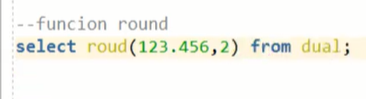 --funcion round
select roud(123.456,2) from dual;